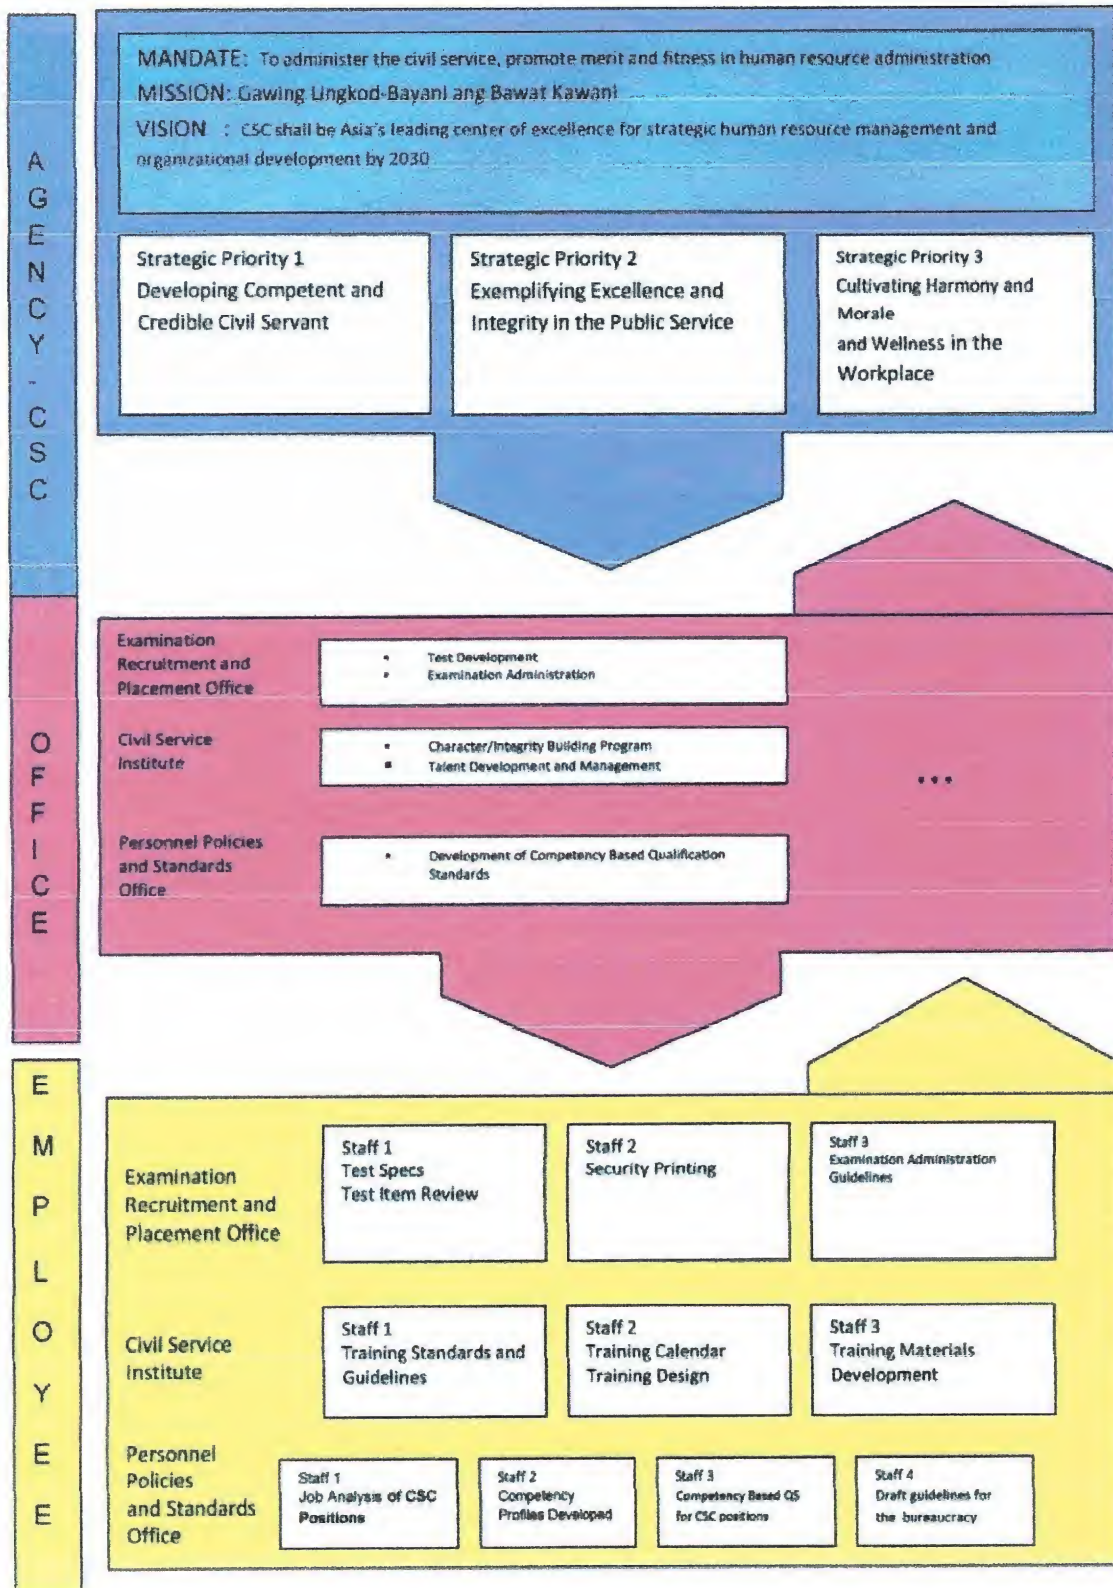 AGENCY-CSC
MANDATE: To administer the civil service, promote merit and fitness in human resource administration
MISSION: Gawing Lingkod-Bayani ang Bawat Kawani
VISION : CSC shall be Asia's leading center of excellence for strategic human resource management and
organizational development by 2030
Strategic Priority 1
Developing Competent and
Credible Civil Servant
Strategic Priority 2
Exemplifying Excellence and
Integrity in the Public Service
Strategic Priority 3
Cultivating Harmony and
Morale
and Wellness in the
Workplace
OFFICE
Examination
Recruitment and
Placement Office
• Test Development
• Examination Administration
Civil Service
Institute
• Character/Integrity Building Program
▪ Talent Development and Management
Personnel Policies
and Standards
Office
• Development of Competency Based Qualification
Standards
...
EMPLOYEE
Examination
Recruitment and
Placement Office
Staff 1
Test Specs
Test Item Review
Staff 2
Security Printing
Staff 3
Examination Administration
Guidelines
Civil Service
Institute
Staff 1
Training Standards and
Guidelines
Staff 2
Training Calendar
Training Design
Staff 3
Training Materials
Development
Personnel
Policies
and Standards
Office
Staff 1
Job Analysis of CSC
Positions
Staff 2
Competency
Profiles Developed
Staff 3
Competency Based QS
for CSC positions
Staff 4
Draft guidelines for
the bureaucracy